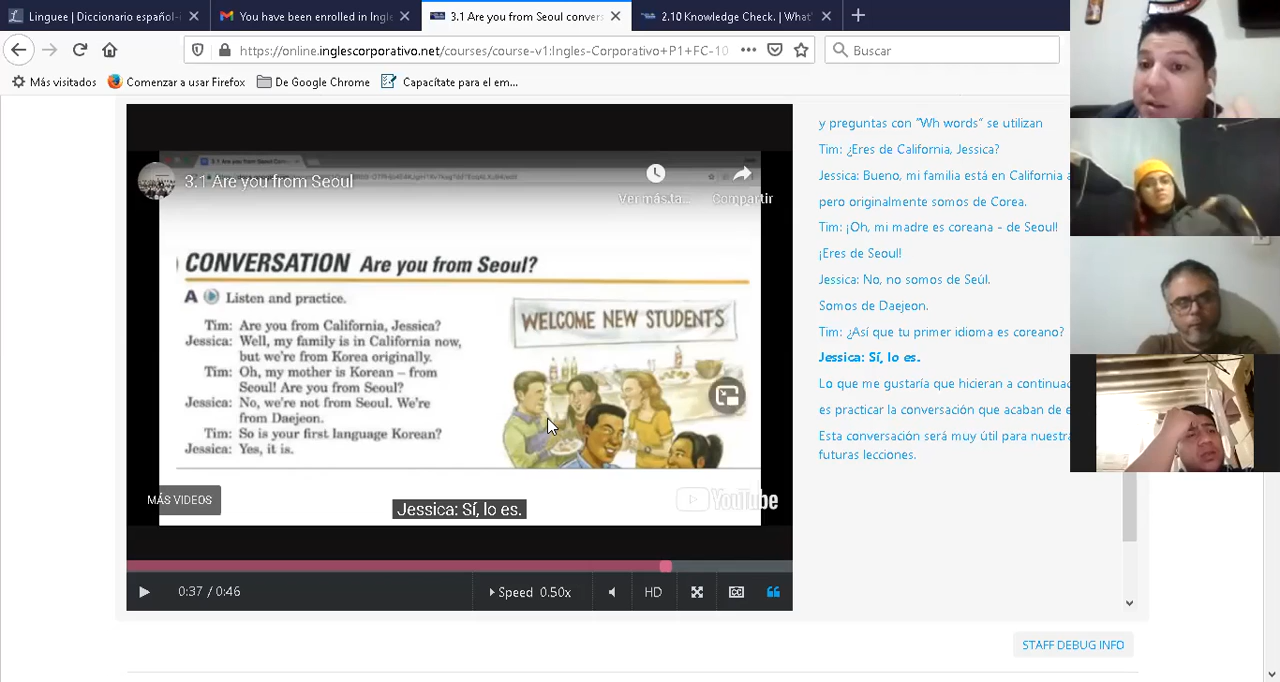 Linguee | Diccionario español-i
You have been enrolled in Ingle
3.1 Are you from Seoul convers
2.10 Knowledge Check. | What'
https://online.inglescorporativo.net/courses/course-v1:Ingles-Corporativo+P1+FC-10
Buscar
Más visitados
Comenzar a usar Firefox
De Google Chrome
Capacítate para el em...
3.1 Are you from Seoul
Ver más.ta...
Compartir
CONVERSATION Are you from Seoul?
A Listen and practice.
Tim: Are you from California, Jessica?
Jessica: Well, my family is in California now,
but we're from Korea originally.
Tim: Oh, my mother is Korean – from
Seoul! Are you from Seoul?
Jessica: No, we're not from Seoul. We're
from Daejeon.
Tim: So is your first language Korean?
Jessica: Yes, it is.
WELCOME NEW STUDENTS
MÁS VIDEOS
Jessica: Sí, lo es.
YouTube
0:37 / 0:46
Speed 0.50x
HD
y preguntas con "Wh words" se utilizan
Tim: ¿Eres de California, Jessica?
Jessica: Bueno, mi familia está en California a
pero originalmente somos de Corea.
Tim: ¡Oh, mi madre es coreana - de Seoul!
¡Eres de Seoul!
Jessica: No, no somos de Seúl.
Somos de Daejeon.
Tim: ¿Así que tu primer idioma es coreano?
Jessica: Sí, lo es.
Lo que me gustaría que hicieran a continuac
es practicar la conversación que acaban de e
Esta conversación será muy útil para nuestra
futuras lecciones.
STAFF DEBUG INFO